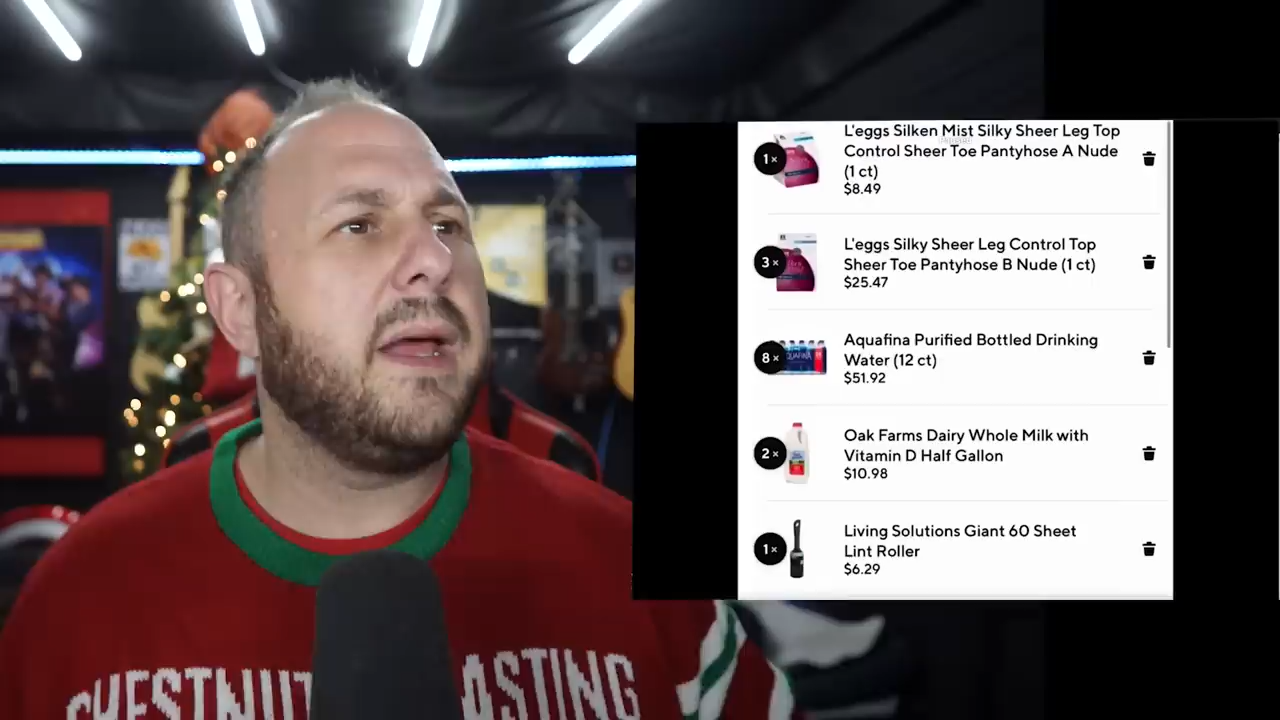 L'eggs Silken Mist Silky Sheer Leg Top
Control Sheer Toe Pantyhose A Nude
(1 ct)
$8.49
1×
L'eggs Silky Sheer Leg Control Top
Sheer Toe Pantyhose B Nude (1 ct)
$25.47
3×
Aquafina Purified Bottled Drinking
Water (12 ct)
$51.92
8×
Oak Farms Dairy Whole Milk with
Vitamin D Half Gallon
$10.98
2×
Living Solutions Giant 60 Sheet
Lint Roller
$6.29
1×
CHESTNUT ASTING